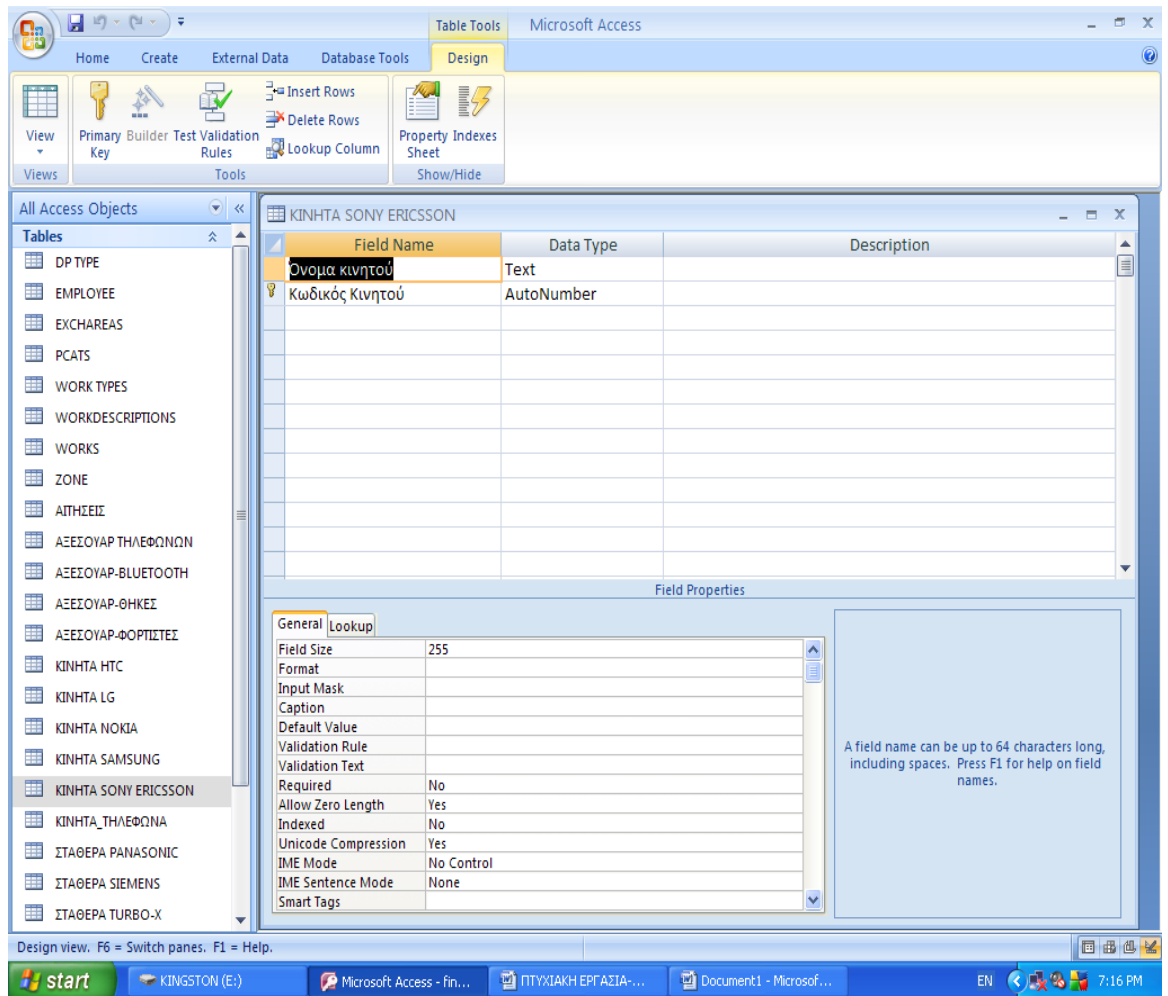 Table Tools
Microsoft Access
Home Create External Data Database Tools Design
View
Primary Key
Builder
Test Validation Rules
Insert Rows
Delete Rows
Lookup Column
Property Sheet
Indexes
Views
Tools
Show/Hide
All Access Objects
Tables
DP TYPE
EMPLOYEE
EXCHAREAS
PCATS
WORK TYPES
WORKDESCRIPTIONS
WORKS
ZONE
ΑΙΤΗΣΕΙΣ
ΑΞΕΣΟΥΑΡ ΤΗΛΕΦΩΝΩΝ
ΑΞΕΣΟΥΑΡ-BLUETOOTH
ΑΞΕΣΟΥΑΡ-ΘΗΚΕΣ
ΑΞΕΣΟΥΑΡ-ΦΟΡΤΙΣΤΕΣ
ΚΙΝΗΤΑ HTC
ΚΙΝΗΤΑ LG
ΚΙΝΗΤΑ NOKIA
ΚΙΝΗΤΑ SAMSUNG
ΚΙΝΗΤΑ SONY ERICSSON
ΚΙΝΗΤΑ_ΤΗΛΕΦΩΝΑ
ΣΤΑΘΕΡΑ PANASONIC
ΣΤΑΘΕΡΑ SIEMENS
ΣΤΑΘΕΡΑ TURBO-X
ΚΙΝΗΤΑ SONY ERICSSON
Field Name Data Type Description
Όνομα κινητού Text
Κωδικός Κινητού AutoNumber
Field Properties
General Lookup
Field Size 255
Format
Input Mask
Caption
Default Value
Validation Rule
Validation Text
Required No
Allow Zero Length Yes
Indexed No
Unicode Compression Yes
IME Mode No Control
IME Sentence Mode None
Smart Tags
A field name can be up to 64 characters long,
including spaces. Press F1 for help on field
names.
Design view. F6 = Switch panes. F1 = Help.
start
KINGSTON (E:)
Microsoft Access - fin...
ΠΤΥΧΙΑΚΗ ΕΡΓΑΣΙΑ-...
Document1 - Microsof...
EN
7:16 PM